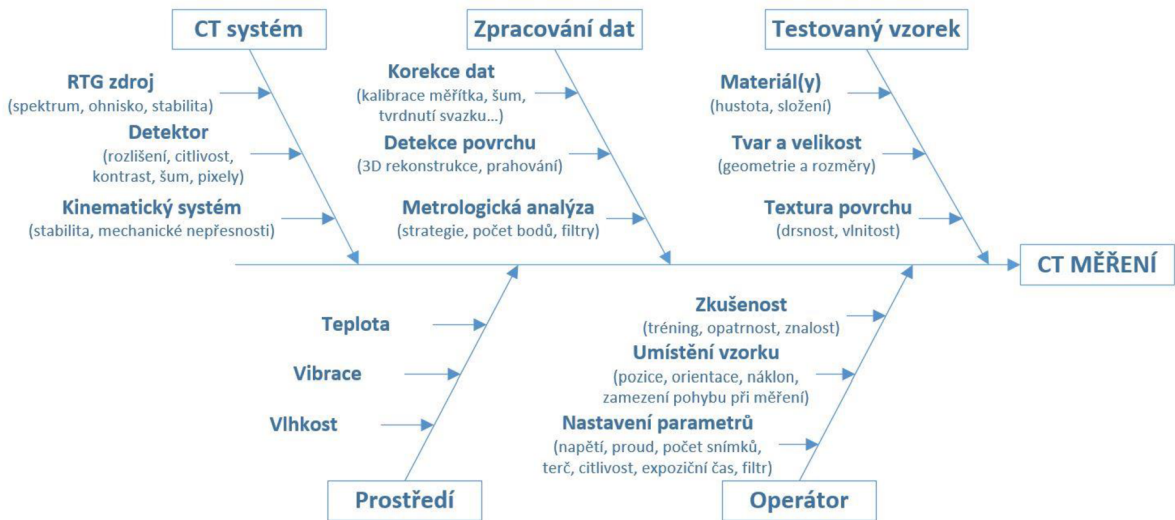 CT systém
RTG zdroj
(spektrum, ohnisko, stabilita)
Detektor
(rozlišení, citlivost,
kontrast, šum, pixely)
Kinematický systém
(stabilita, mechanické nepřesnosti)
Zpracování dat
Korekce dat
(kalibrace měřítka, šum,
tvrdnutí svazku...)
Detekce povrchu
(3D rekonstrukce, prahování)
Metrologická analýza
(strategie, počet bodů, filtry)
Testovaný vzorek
Materiál(y)
(hustota, složení)
Tvar a velikost
(geometrie a rozměry)
Textura povrchu
(drsnost, vlnitost)
CT MĚŘENÍ
Teplota
Vibrace
Vlhkost
Prostředí
Zkušenost
(tréning, opatrnost, znalost)
Umístění vzorku
(pozice, orientace, náklon,
zamezení pohybu při měření)
Nastavení parametrů
(napětí, proud, počet snímků,
terč, citlivost, expoziční čas, filtr)
Operátor